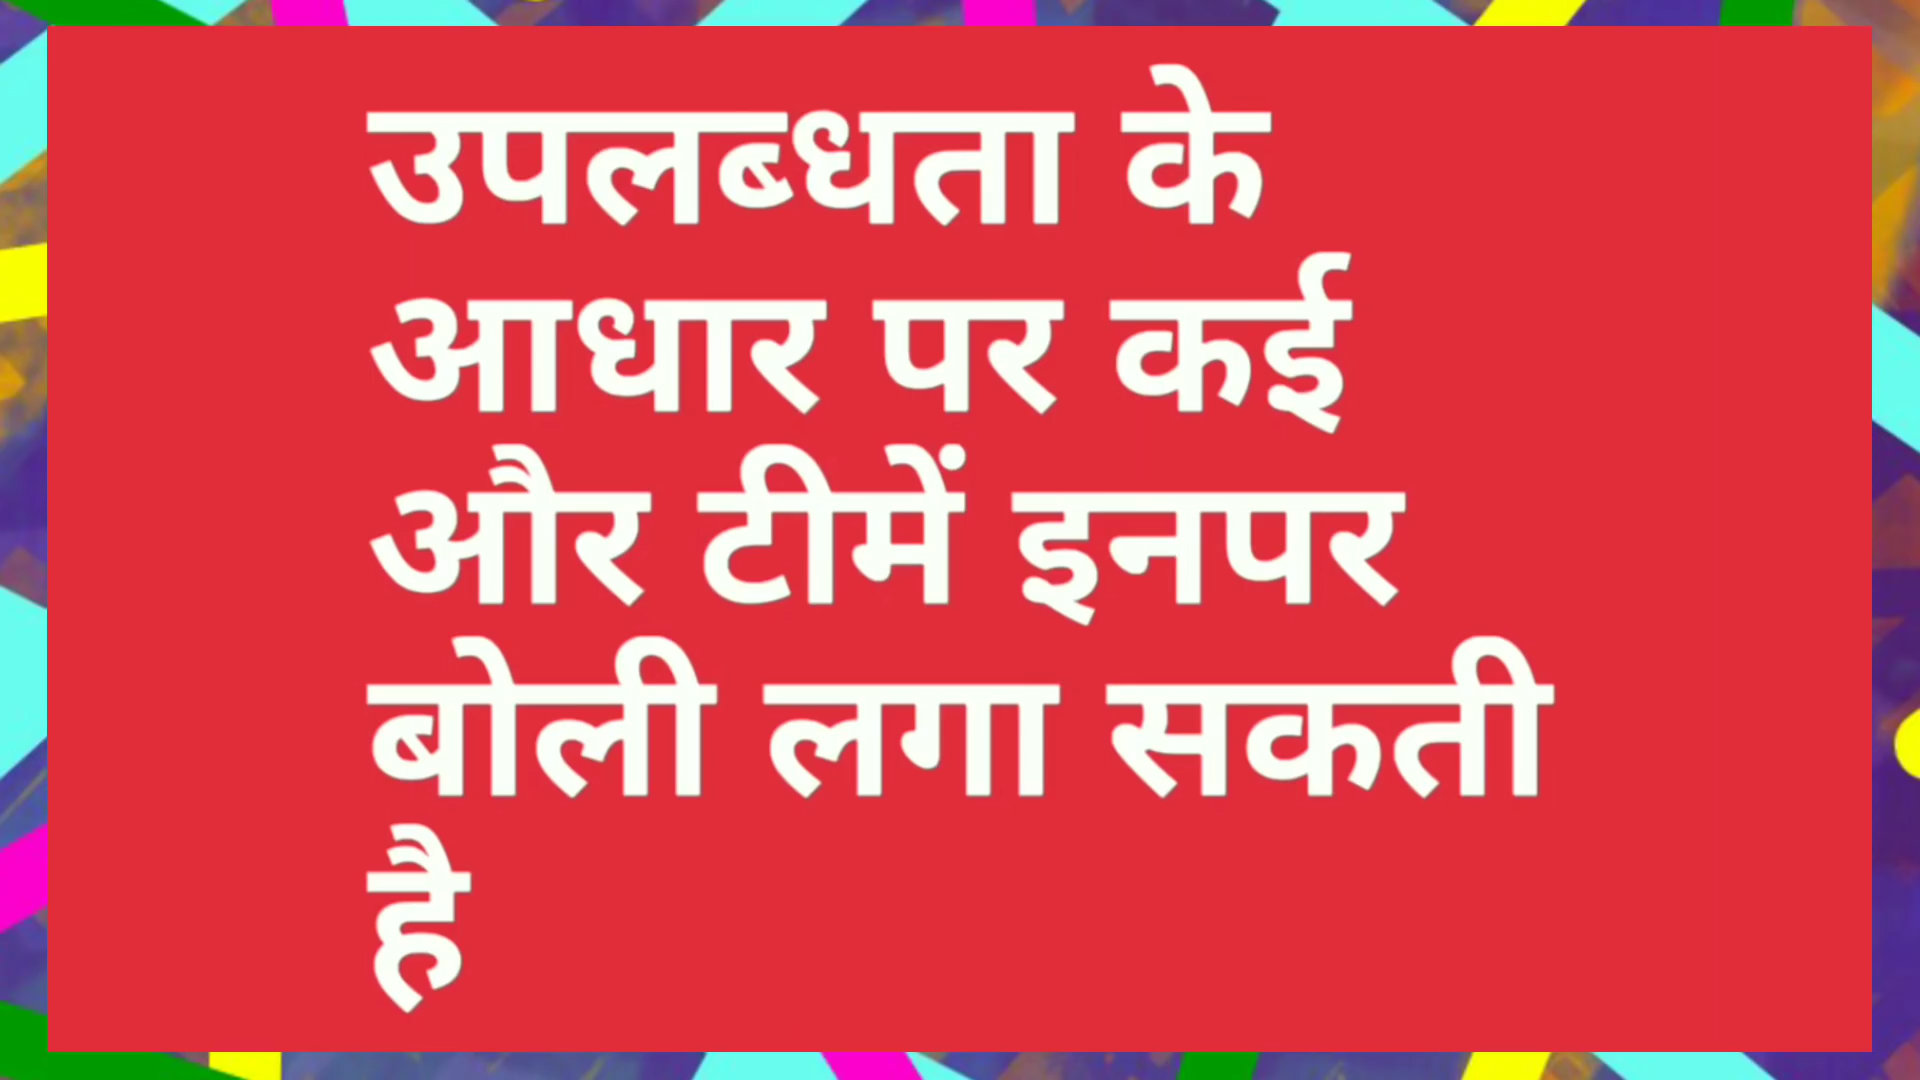 उपलब्धता के
आधार पर कई
और टीमें इनपर
बोली लगा सकती
है